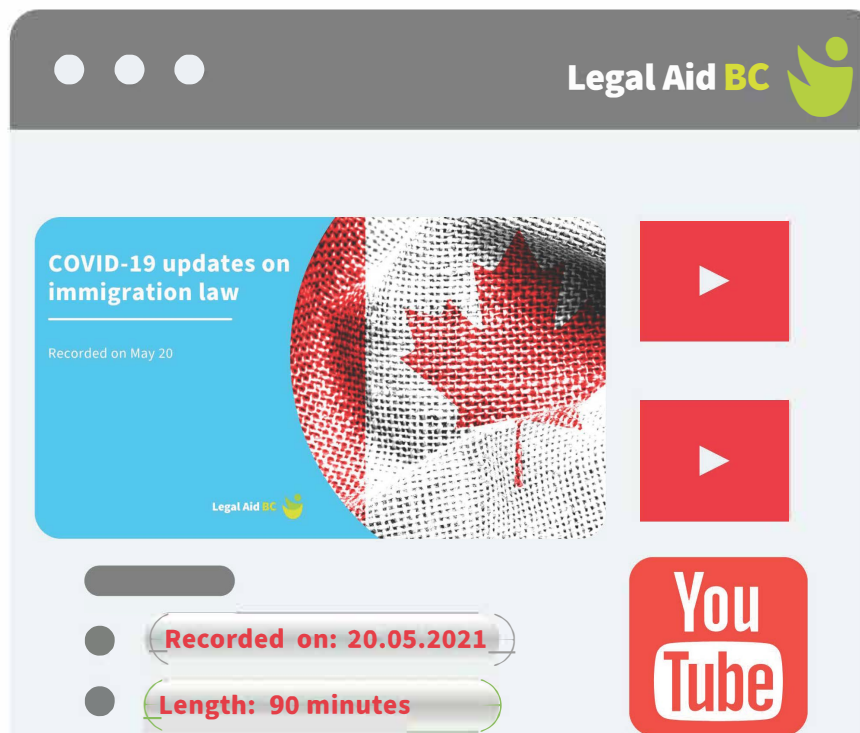 Legal Aid BC
COVID-19 updates on
immigration law
Recorded on May 20
Legal Aid BC
Recorded on: 20.05.2021
Length: 90 minutes
You
Tube